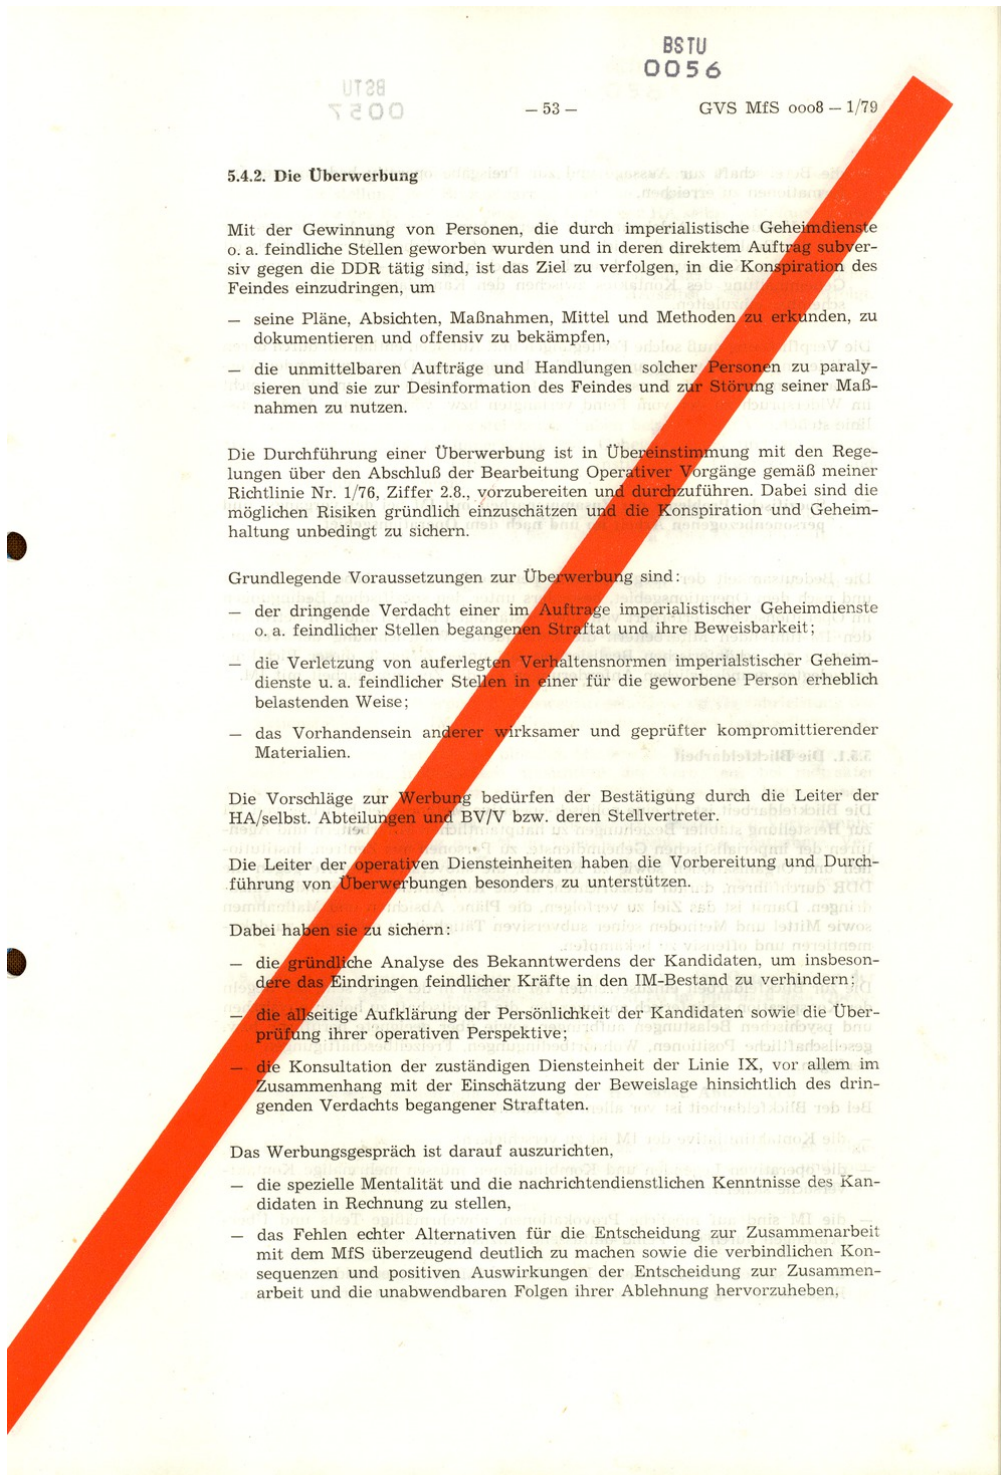 BSTU
0056
BSTU
0057
— 53 —
GVS MfS ooo8 — 1/79
5.4.2. Die Überwerbung
Mit der Gewinnung von Personen, die durch imperialistische Geheimdienste
o. a. feindliche Stellen geworben wurden und in deren direktem Auftrag subver-
siv gegen die DDR tätig sind, ist das Ziel zu verfolgen, in die Konspiration des
Feindes einzudringen, um
— seine Pläne, Absichten, Maßnahmen, Mittel und Methoden zu erkunden, zu
dokumentieren und offensiv zu bekämpfen,
— die unmittelbaren Aufträge und Handlungen solcher Personen zu paraly-
sieren und sie zur Desinformation des Feindes und zur Störung seiner Maß-
nahmen zu nutzen.
Die Durchführung einer Überwerbung ist in Übereinstimmung mit den Rege-
lungen über den Abschluß der Bearbeitung Operativer Vorgänge gemäß meiner
Richtlinie Nr. 1/76, Ziffer 2.8., vorzubereiten und durchzuführen. Dabei sind die
möglichen Risiken gründlich einzuschätzen und die Konspiration und Geheim-
haltung unbedingt zu sichern.
Grundlegende Voraussetzungen zur Überwerbung sind:
— der dringende Verdacht einer im Auftrage imperialistischer Geheimdienste
o. a. feindlicher Stellen begangenen Straftat und ihre Beweisbarkeit;
— die Verletzung von auferlegten Verhaltensnormen imperialstischer Geheim-
dienste u. a. feindlicher Stellen in einer für die geworbene Person erheblich
belastenden Weise;
— das Vorhandensein anderer wirksamer und geprüfter kompromittierender
Materialien.
Die Vorschläge zur Werbung bedürfen der Bestätigung durch die Leiter der
HA/selbst. Abteilungen und BV/V bzw. deren Stellvertreter.
Die Leiter der operativen Diensteinheiten haben die Vorbereitung und Durch-
führung von Überwerbungen besonders zu unterstützen.
Dabei haben sie zu sichern:
— die gründliche Analyse des Bekanntwerdens der Kandidaten, um insbeson-
dere das Eindringen feindlicher Kräfte in den IM-Bestand zu verhindern;
— die allseitige Aufklärung der Persönlichkeit der Kandidaten sowie die Über-
prüfung ihrer operativen Perspektive;
— die Konsultation der zuständigen Diensteinheit der Linie IX, vor allem im
Zusammenhang mit der Einschätzung der Beweislage hinsichtlich des drin-
genden Verdachts begangener Straftaten.
Das Werbungsgespräch ist darauf auszurichten,
— die spezielle Mentalität und die nachrichtendienstlichen Kenntnisse des Kan-
didaten in Rechnung zu stellen,
— das Fehlen echter Alternativen für die Entscheidung zur Zusammenarbeit
mit dem MfS überzeugend deutlich zu machen sowie die verbindlichen Kon-
sequenzen und positiven Auswirkungen der Entscheidung zur Zusammen-
arbeit und die unabwendbaren Folgen ihrer Ablehnung hervorzuheben,